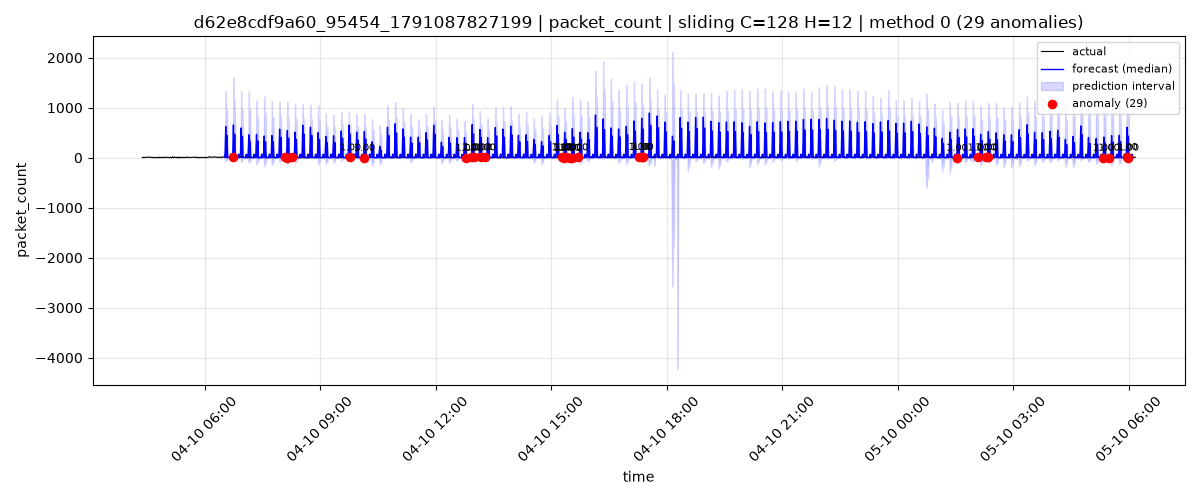 d62e8cdf9a60_95454_1791087827199 | packet_count | sliding C=128 H=12 | method 0 (29 anomalies)
actual
forecast (median)
prediction interval
anomaly (29)
packet_count
2000
1000
0
−1000
−2000
−3000
−4000
04-10 06:00
04-10 09:00
04-10 12:00
04-10 15:00
04-10 18:00
04-10 21:00
05-10 00:00
05-10 03:00
05-10 06:00
time